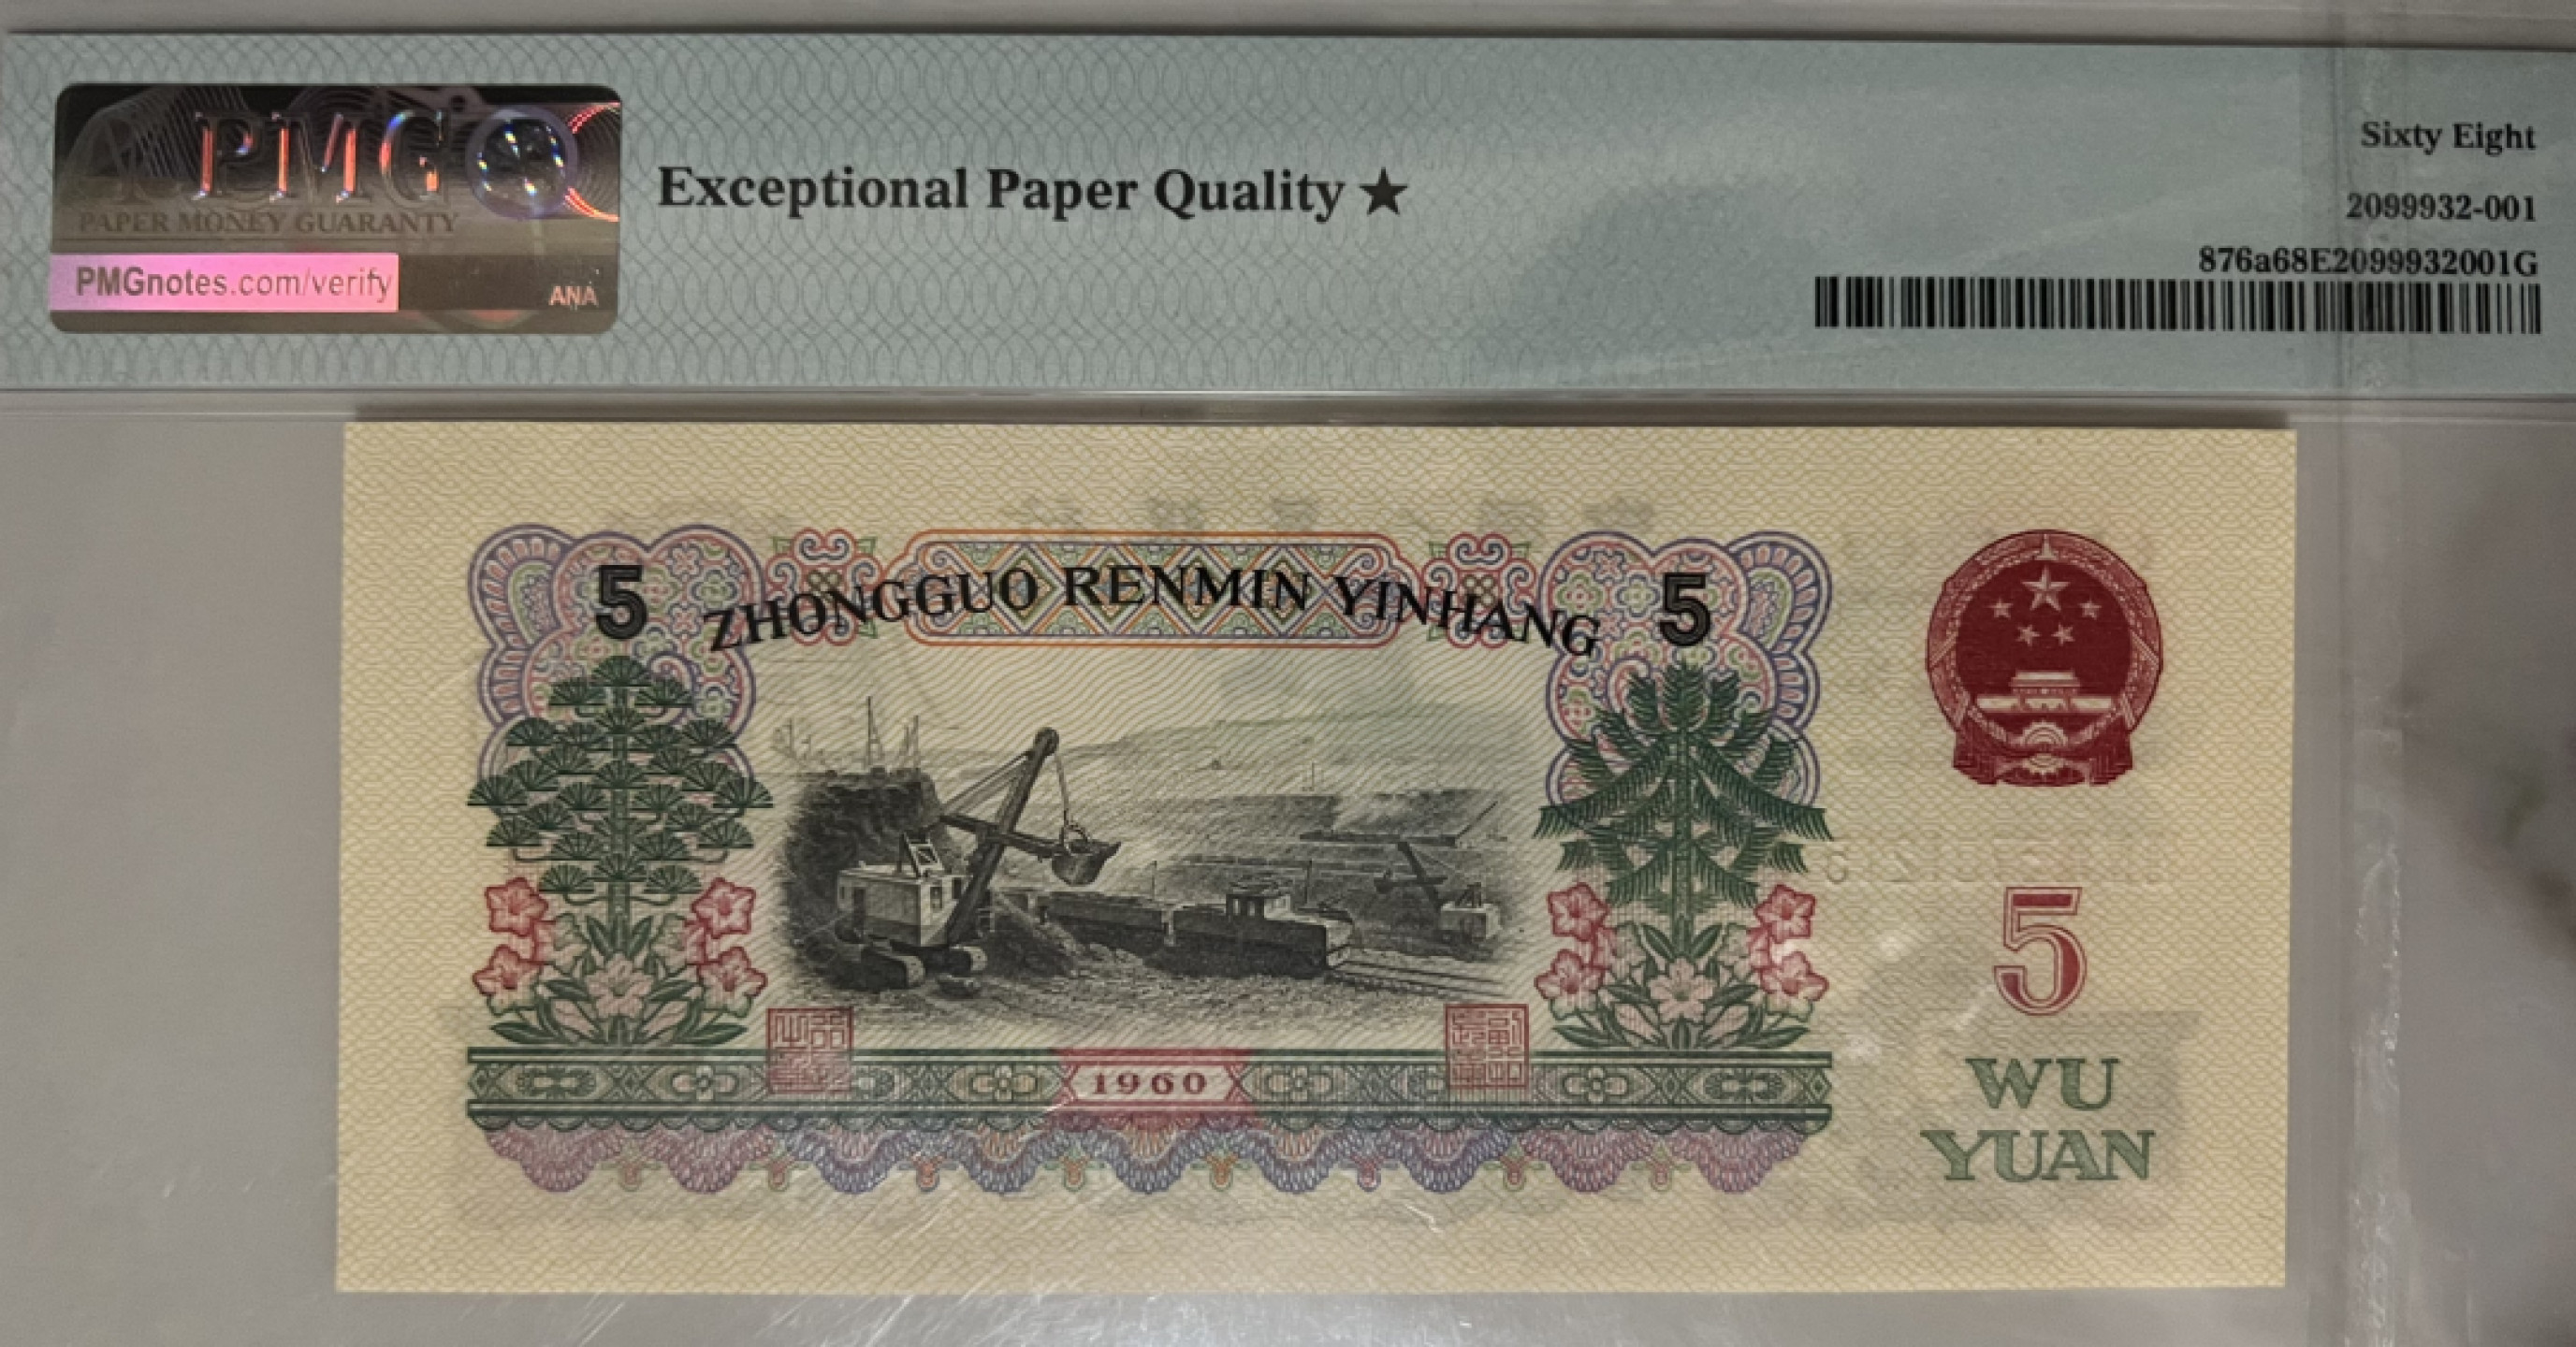 PMG
PAPER MONEY GUARANTY
PMGnotes.com/verify
ANA
Exceptional Paper Quality ★
Sixty Eight
2099932-001
876a68E2099932001G
5
ZHONGGUO RENMIN YINHANG
5
5
WU
YUAN
1960